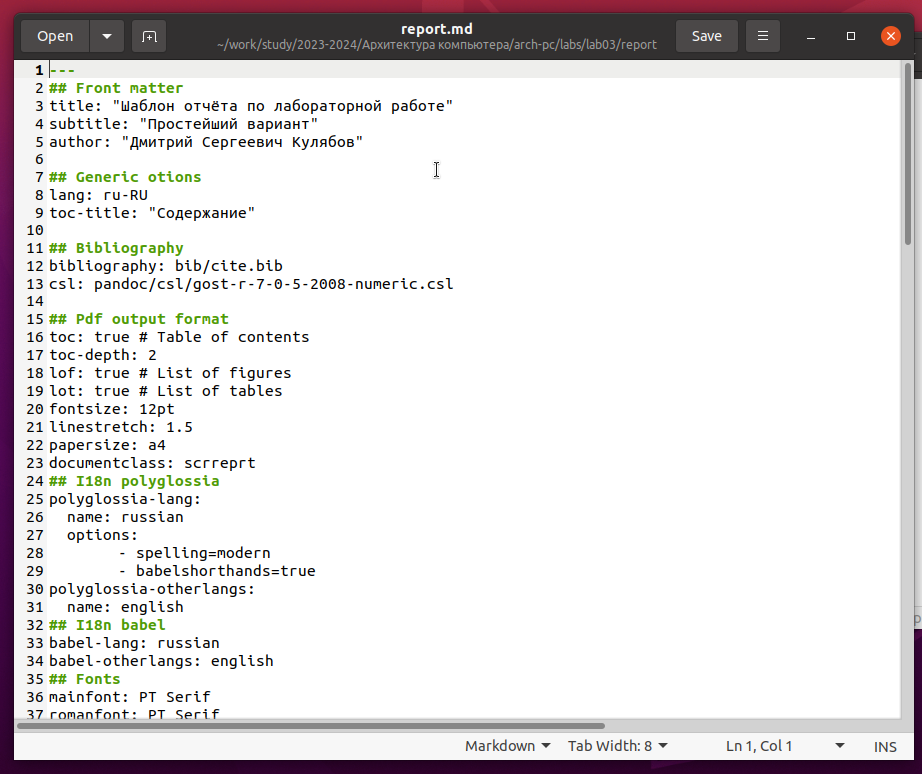 Open
report.md
~/work/study/2023-2024/Архитектура компьютера/arch-pc/labs/lab03/report
Save
1 ---
2 ## Front matter
3 title: "Шаблон отчёта по лабораторной работе"
4 subtitle: "Простейший вариант"
5 author: "Дмитрий Сергеевич Кулябов"
6
7 ## Generic otions
8 lang: ru-RU
9 toc-title: "Содержание"
10
11 ## Bibliography
12 bibliography: bib/cite.bib
13 csl: pandoc/csl/gost-r-7-0-5-2008-numeric.csl
14
15 ## Pdf output format
16 toc: true # Table of contents
17 toc-depth: 2
18 lof: true # List of figures
19 lot: true # List of tables
20 fontsize: 12pt
21 linestretch: 1.5
22 papersize: a4
23 documentclass: scrreprt
24 ## I18n polyglossia
25 polyglossia-lang:
26   name: russian
27   options:
28         - spelling=modern
29         - babelshorthands=true
30 polyglossia-otherlangs:
31   name: english
32 ## I18n babel
33 babel-lang: russian
34 babel-otherlangs: english
35 ## Fonts
36 mainfont: PT Serif
37 romanfont: PT Serif
Markdown Tab Width: 8 Ln 1, Col 1 INS